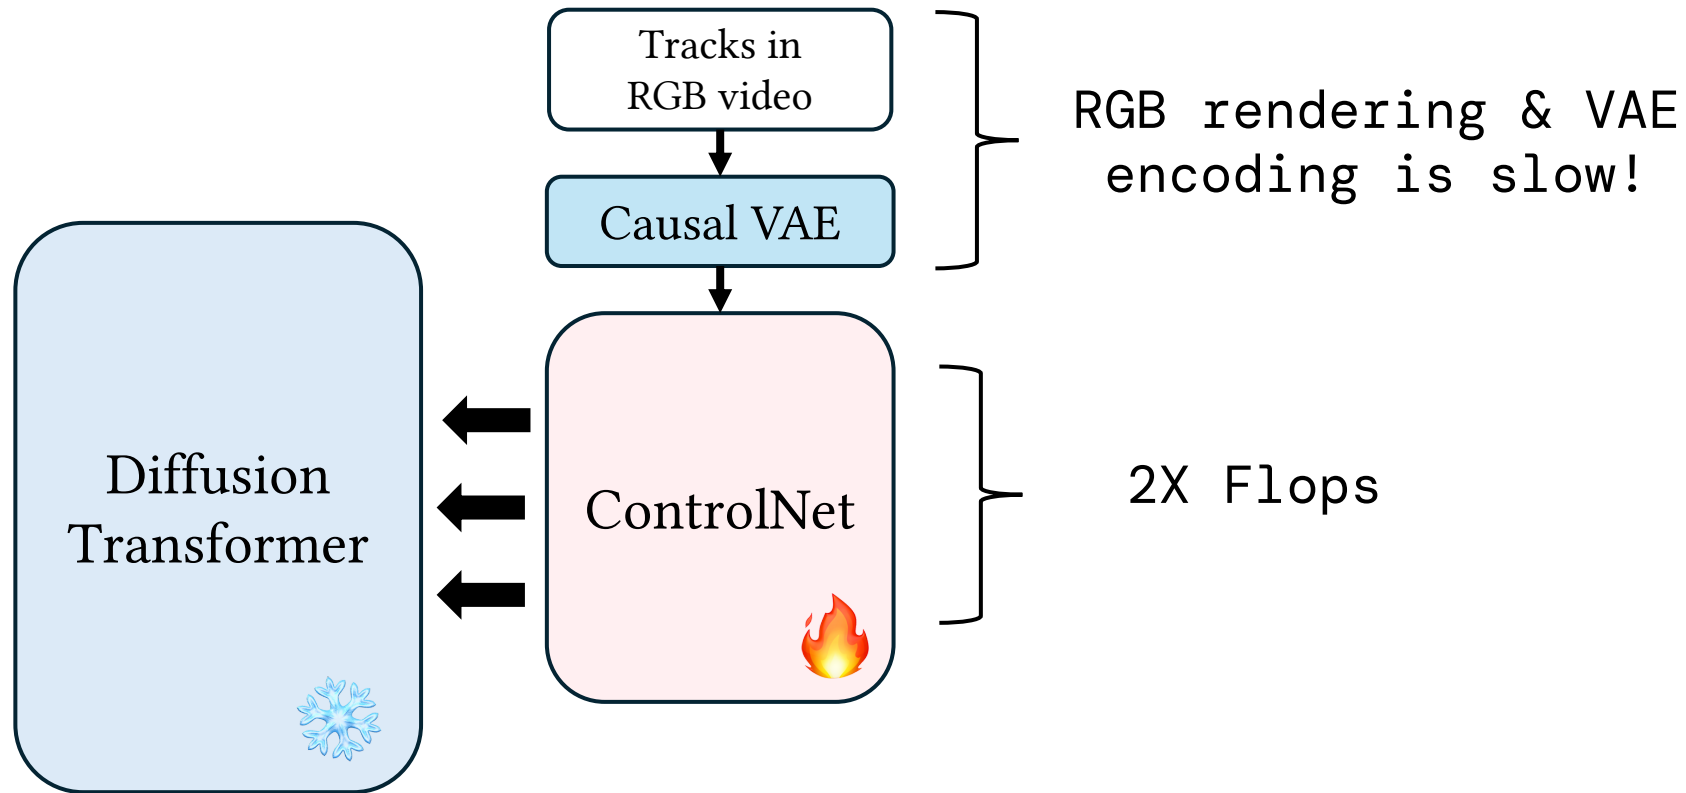 Tracks in
RGB video
RGB rendering & VAE
encoding is slow!
Causal VAE
Diffusion
Transformer
ControlNet
2X Flops